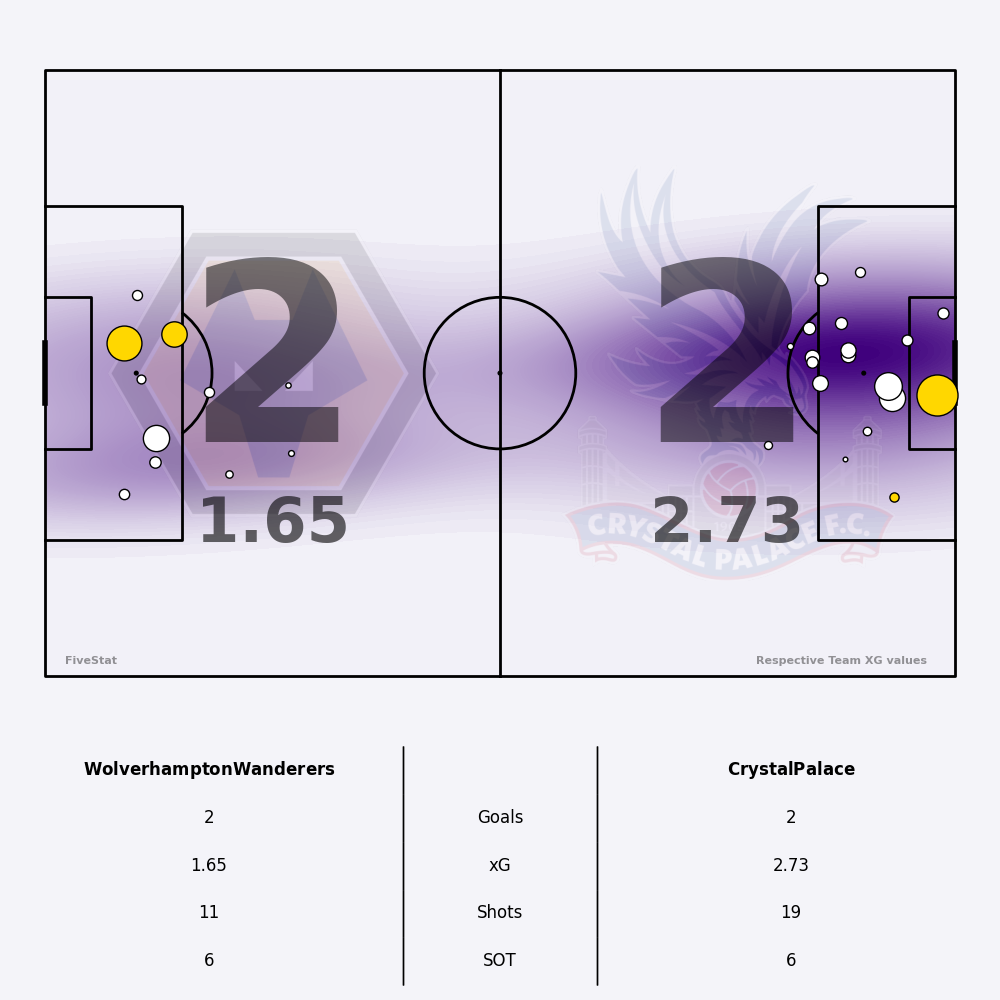 2
2
1.65
2.73
CRYSTAL PALACE F.C.
FiveStat
Respective Team XG values
WolverhamptonWanderers
CrystalPalace
2
Goals
2
1.65
xG
2.73
11
Shots
19
6
SOT
6